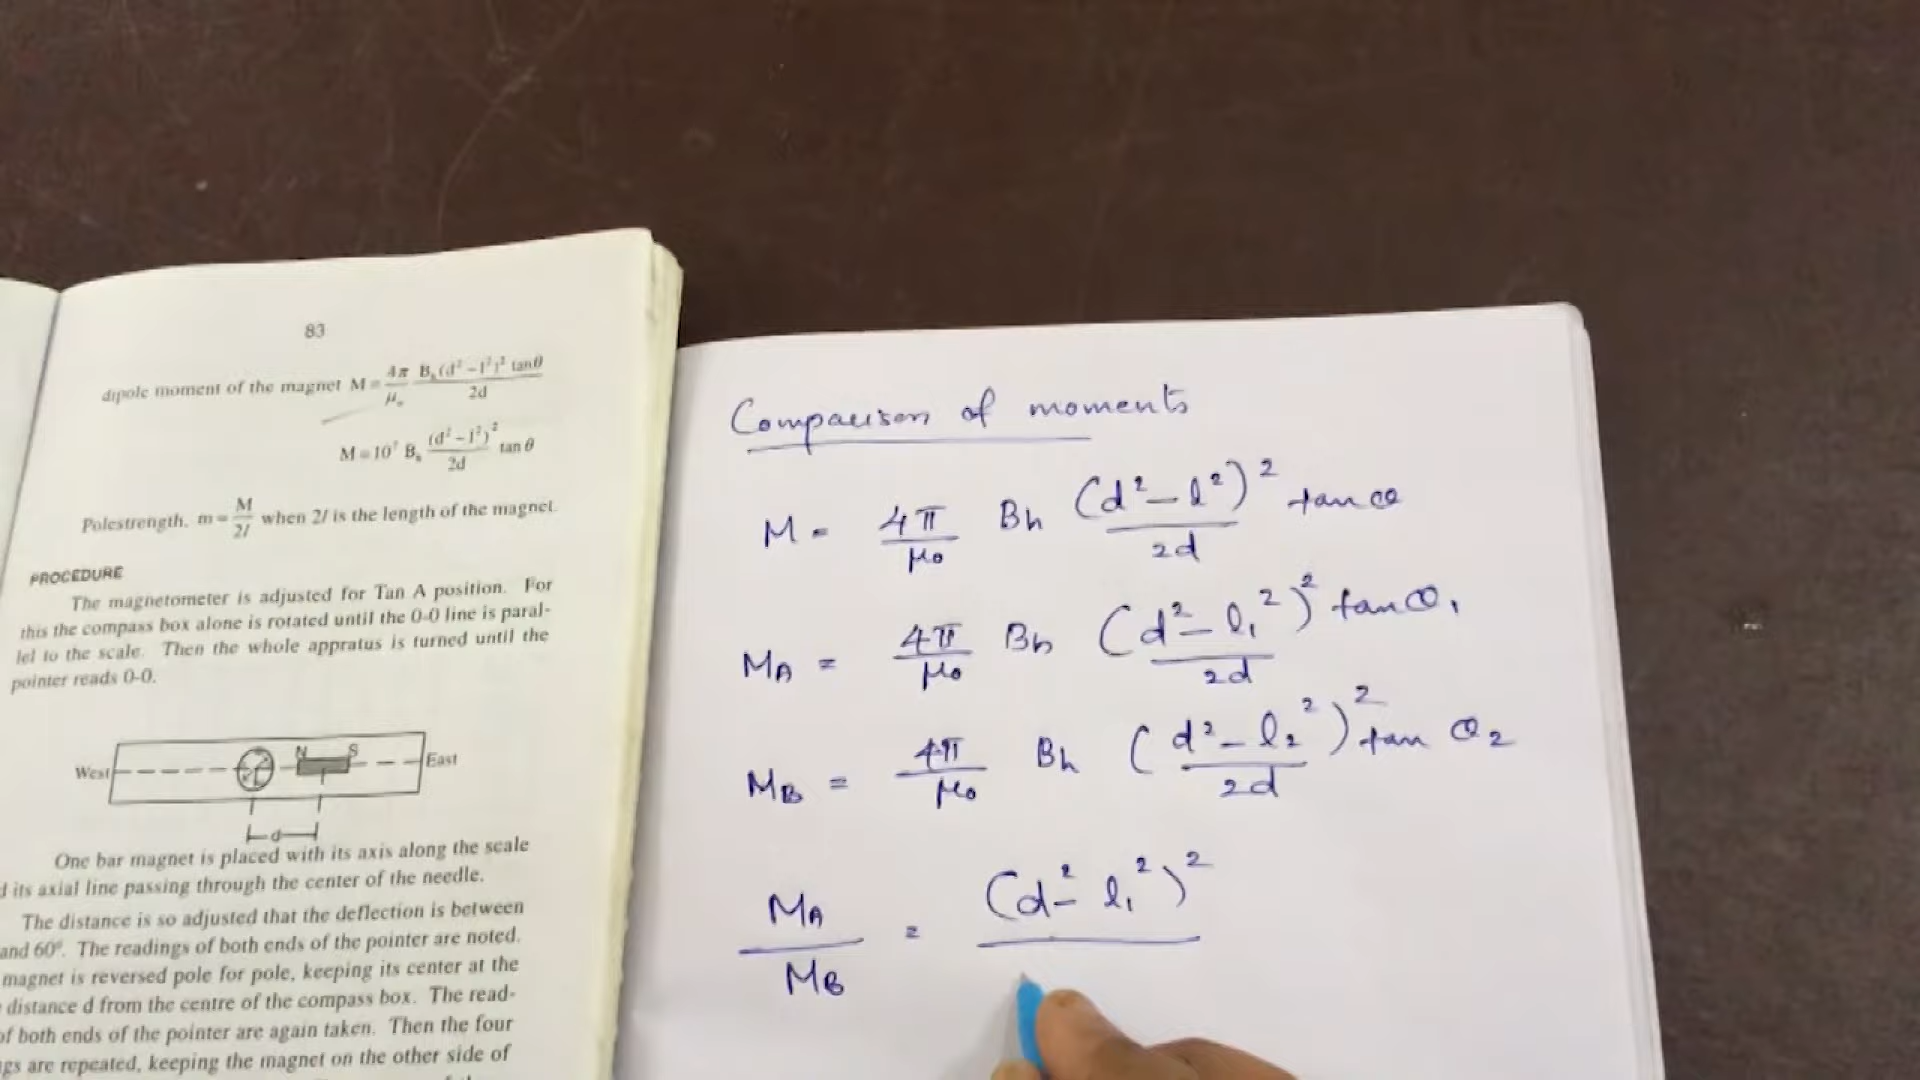 83
dipole moment of the magnet M = 4π/μ₀ Bₕ(d² - l²)² tanθ/2d
M = 10⁷ Bₕ (d² - l²)²/2d tan θ
Polestrength, m = M/2l when 2l is the length of the magnet.
PROCEDURE
The magnetometer is adjusted for Tan A position. For
this the compass box alone is rotated until the 0-0 line is paral-
lel to the scale. Then the whole appratus is turned until the
pointer reads 0-0.
West N S East
d
One bar magnet is placed with its axis along the scale
its axial line passing through the center of the needle.
The distance is so adjusted that the deflection is between
and 60°. The readings of both ends of the pointer are noted.
magnet is reversed pole for pole, keeping its center at the
distance d from the centre of the compass box. The read-
of both ends of the pointer are again taken. Then the four
are repeated, keeping the magnet on the other side of
Comparison of moments
M = 4π/μ₀ Bh (d² - l²)²/2d tan θ
MA = 4π/μ₀ Bh (d² - l₁²)²/2d tan θ₁
MB = 4π/μ₀ Bh (d² - l₂²)²/2d tan θ₂
MA/MB = (d² - l₁²)²